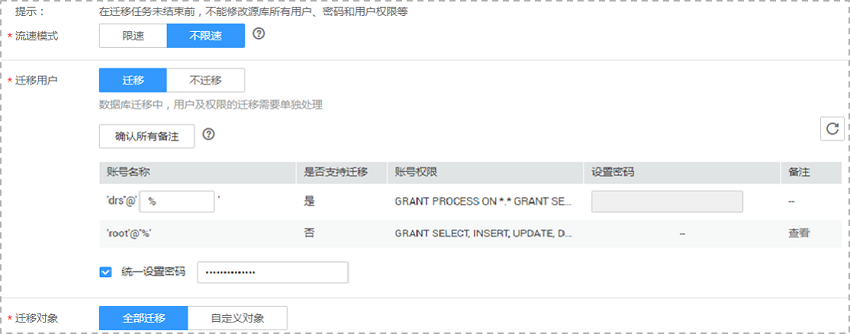 提示： 在迁移任务未结束前，不能修改源库所有用户、密码和用户权限等
* 流速模式 限速 不限速 ?
* 迁移用户 迁移 不迁移
数据库迁移中，用户及权限的迁移需要单独处理
确认所有备注 ?
账号名称 是否支持迁移 账号权限 设置密码 备注
'drs'@' % ' 是 GRANT PROCESS ON *.* GRANT SE... --
'root'@'%' 否 GRANT SELECT, INSERT, UPDATE, D... -- 查看
统一设置密码 ••••••••••••••
* 迁移对象 全部迁移 自定义对象